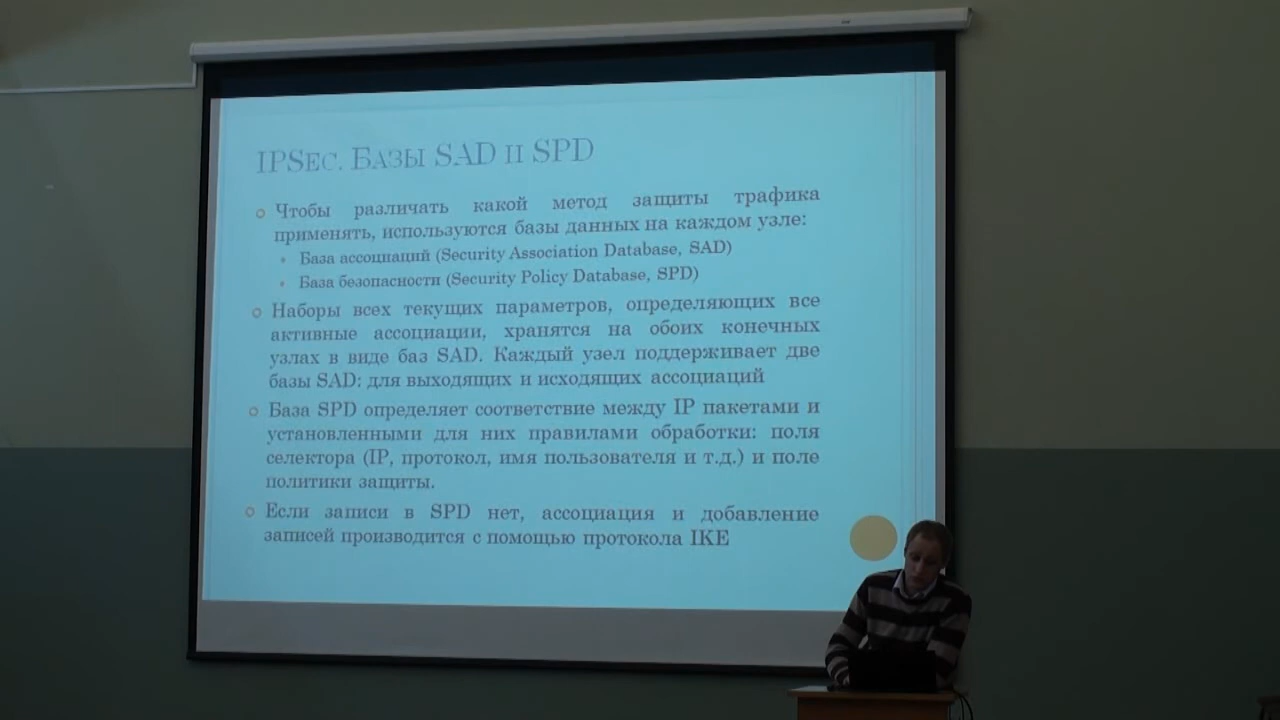 IPSec. Базы SAD и SPD
Чтобы различать какой метод защиты трафика
применять, используются базы данных на каждом узле:
База ассоциаций (Security Association Database, SAD)
База безопасности (Security Policy Database, SPD)
Наборы всех текущих параметров, определяющих все
активные ассоциации, хранятся на обоих конечных
узлах в виде баз SAD. Каждый узел поддерживает две
базы SAD: для выходящих и исходящих ассоциаций
База SPD определяет соответствие между IP пакетами и
установленными для них правилами обработки: поля
селектора (IP, протокол, имя пользователя и т.д.) и поле
политики защиты.
Если записи в SPD нет, ассоциация и добавление
записей производится с помощью протокола IKE